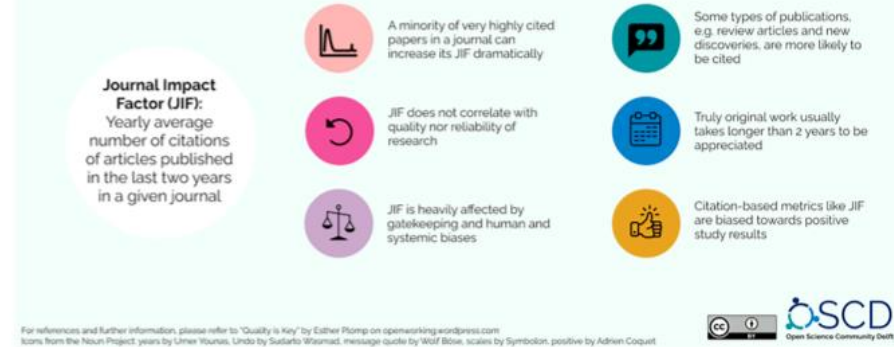 Journal Impact
Factor (JIF):
Yearly average
number of citations
of articles published
in the last two years
in a given journal
A minority of very highly cited
papers in a journal can
increase its JIF dramatically
JIF does not correlate with
quality nor reliability of
research
JIF is heavily affected by
gatekeeping and human and
systemic biases
Some types of publications,
e.g. review articles and new
discoveries, are more likely to
be cited
Truly original work usually
takes longer than 2 years to be
appreciated
Citation-based metrics like JIF
are biased towards positive
study results
For references and further information, please refer to "Quality is Key" by Esther Plomp on openworking.wordpress.com
Icons from the Noun Project: years by Umer Younas, Undo by Sudarto Wasmad, message quote by Wolf Böse, scales by Symbolon, positive by Adrien Coquet
cc
BY
OSCD
Open Science Community Delft